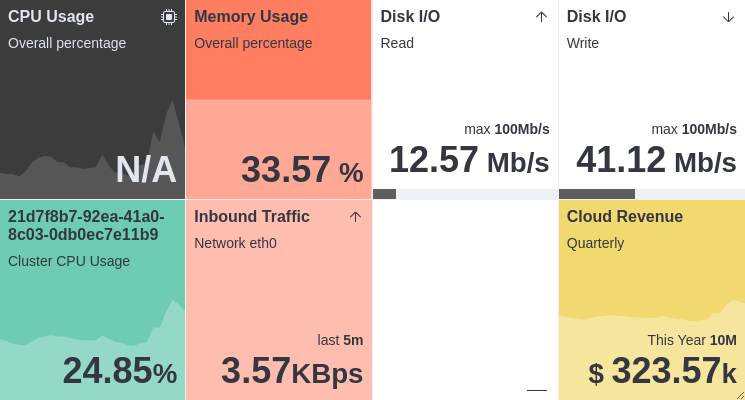 CPU Usage
Overall percentage
N/A
Memory Usage
Overall percentage
33.57 %
Disk I/O
Read
max 100Mb/s
12.57 Mb/s
Disk I/O
Write
max 100Mb/s
41.12 Mb/s
21d7f8b7-92ea-41a0-
8c03-0db0ec7e11b9
Cluster CPU Usage
24.85%
Inbound Traffic
Network eth0
last 5m
3.57KBps
Cloud Revenue
Quarterly
This Year 10M
$ 323.57k